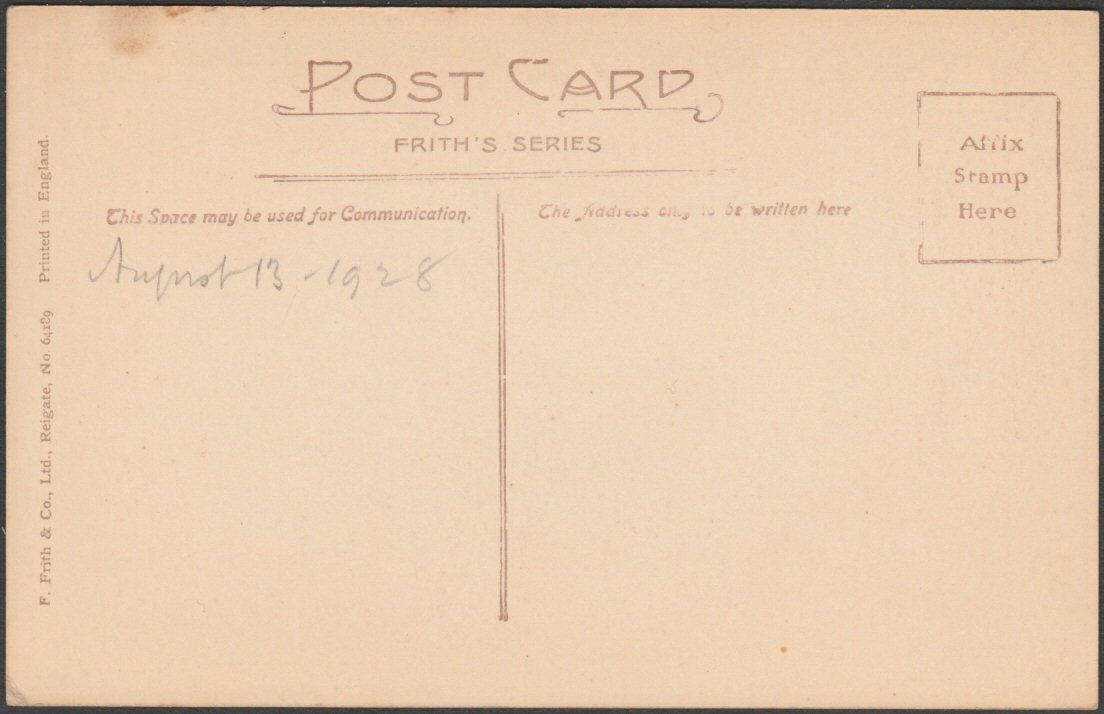 POST CARD
FRITH'S SERIES
Affix
Stamp
Here
This Space may be used for Communication.
The Address only to be written here
August 13 - 1928
F. Frith & Co., Ltd., Reigate, No 64189 Printed in England.